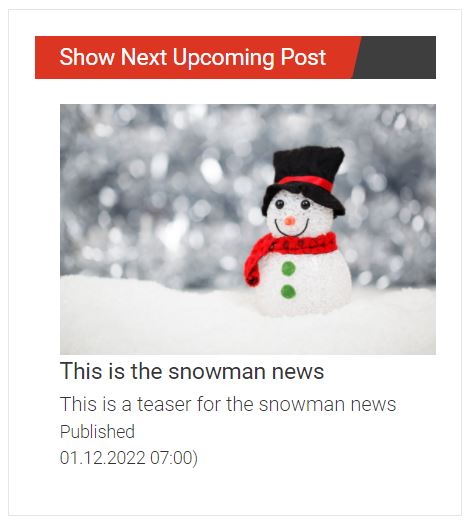 Show Next Upcoming Post
This is the snowman news
This is a teaser for the snowman news
Published
01.12.2022 07:00)